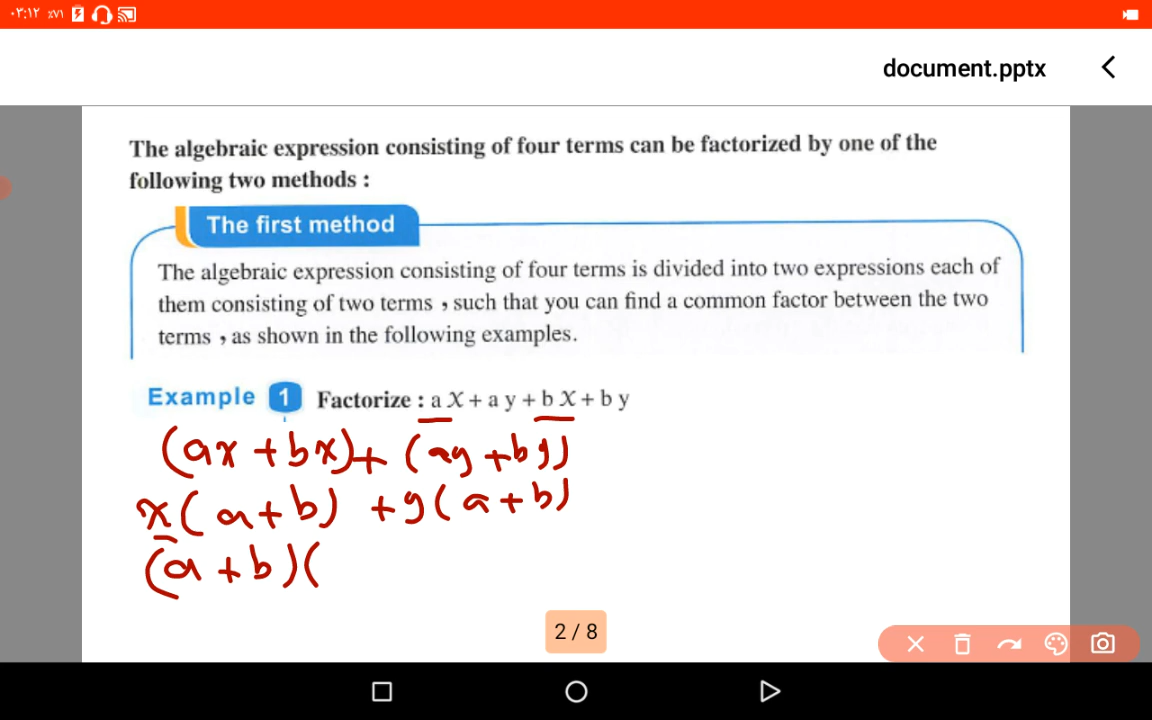 ٠٣:١٢ ٪٧١
document.pptx
The algebraic expression consisting of four terms can be factorized by one of the
following two methods :
The first method
The algebraic expression consisting of four terms is divided into two expressions each of
them consisting of two terms , such that you can find a common factor between the two
terms , as shown in the following examples.
Example 1 Factorize : a X + a y + b X + b y
(ax + bx) + (ay + by)
x(a+b) + y(a+b)
(a+b)(
2 / 8